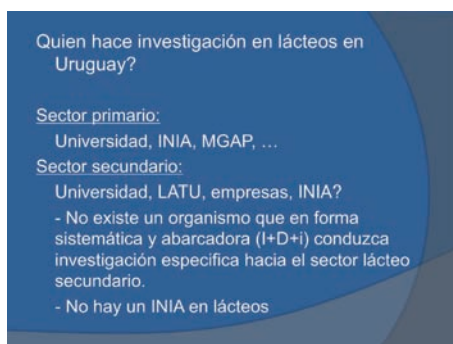 Quien hace investigación en lácteos en
Uruguay?
Sector primario:
Universidad, INIA, MGAP, ...
Sector secundario:
Universidad, LATU, empresas, INIA?
- No existe un organismo que en forma
sistemática y abarcadora (I+D+i) conduzca
investigación especifica hacia el sector lácteo
secundario.
- No hay un INIA en lácteos